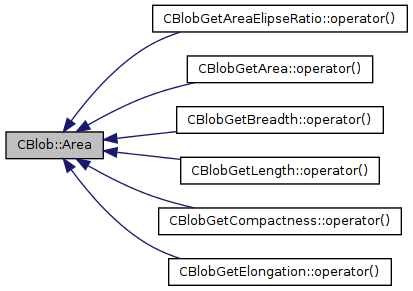 CBlobGetAreaElipseRatio::operator()
CBlobGetArea::operator()
CBlobGetBreadth::operator()
CBlob::Area
CBlobGetLength::operator()
CBlobGetCompactness::operator()
CBlobGetElongation::operator()